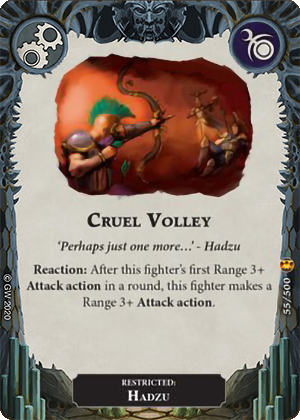 CRUEL VOLLEY
'Perhaps just one more...' - Hadzu
Reaction: After this fighter's first Range 3+
Attack action in a round, this fighter makes a
Range 3+ Attack action.
© GW 2020
55/500
RESTRICTED:
HADZU